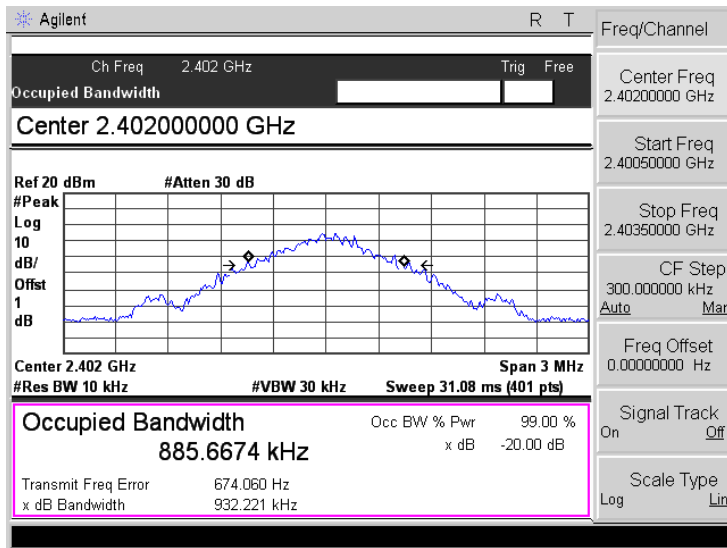 Agilent R T
Ch Freq 2.402 GHz Trig Free
Occupied Bandwidth
Center 2.402000000 GHz
Ref 20 dBm #Atten 30 dB
#Peak
Log
10
dB/
Offst
1
dB
Center 2.402 GHz Span 3 MHz
#Res BW 10 kHz #VBW 30 kHz Sweep 31.08 ms (401 pts)
Occupied Bandwidth
885.6674 kHz
Occ BW % Pwr 99.00 %
x dB -20.00 dB
Transmit Freq Error 674.060 Hz
x dB Bandwidth 932.221 kHz
Freq/Channel
Center Freq
2.40200000 GHz
Start Freq
2.40050000 GHz
Stop Freq
2.40350000 GHz
CF Step
300.000000 kHz
Auto Mar
Freq Offset
0.00000000 Hz
Signal Track
On Off
Scale Type
Log Lin